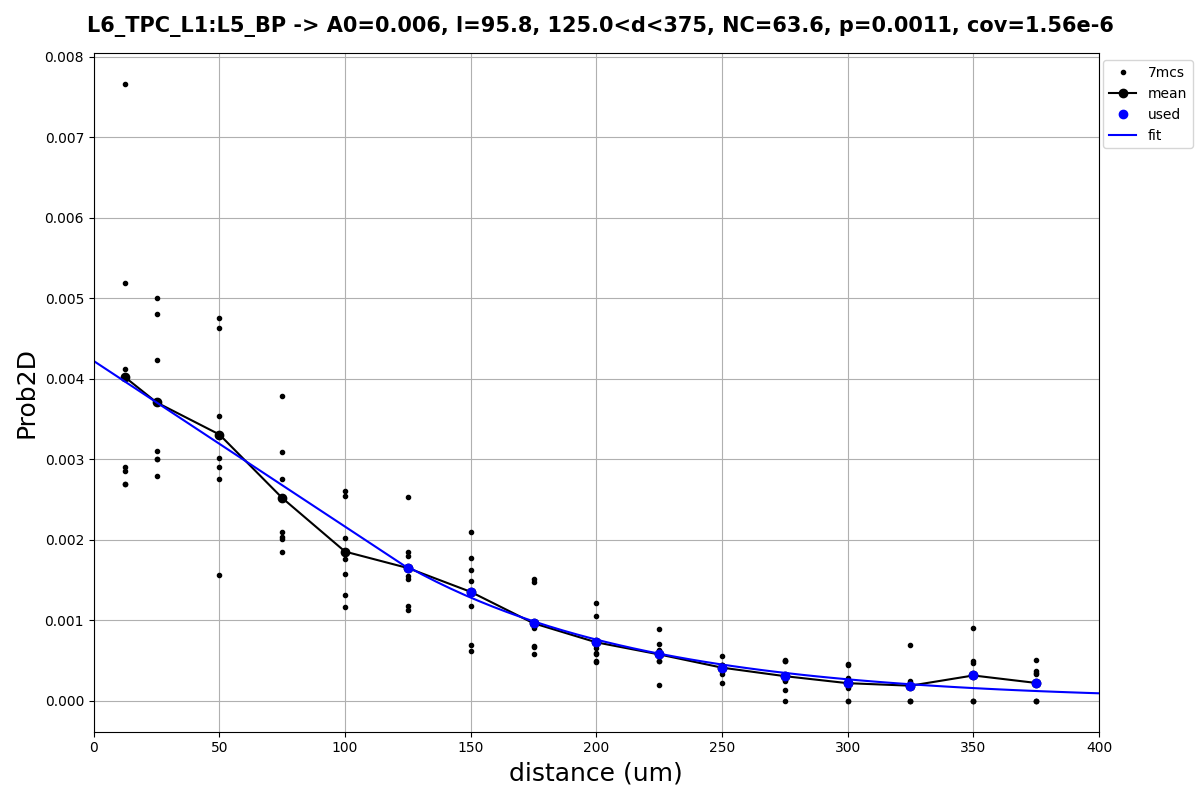 L6_TPC_L1:L5_BP -> A0=0.006, l=95.8, 125.0<d<375, NC=63.6, p=0.0011, cov=1.56e-6
0.008
0.007
0.006
0.005
0.004
0.003
0.002
0.001
0.000
Prob2D
0 50 100 150 200 250 300 350 400
distance (um)
7mcs
mean
used
fit